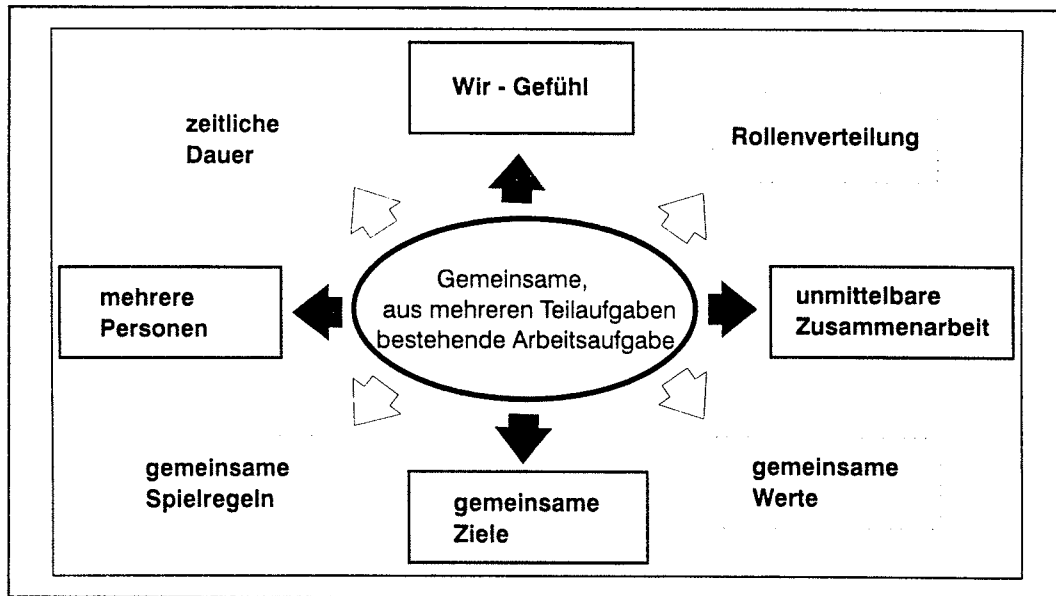 Wir - Gefühl
zeitliche
Dauer
Rollenverteilung
mehrere
Personen
Gemeinsame,
aus mehreren Teilaufgaben
bestehende Arbeitsaufgabe
unmittelbare
Zusammenarbeit
gemeinsame
Spielregeln
gemeinsame
Ziele
gemeinsame
Werte